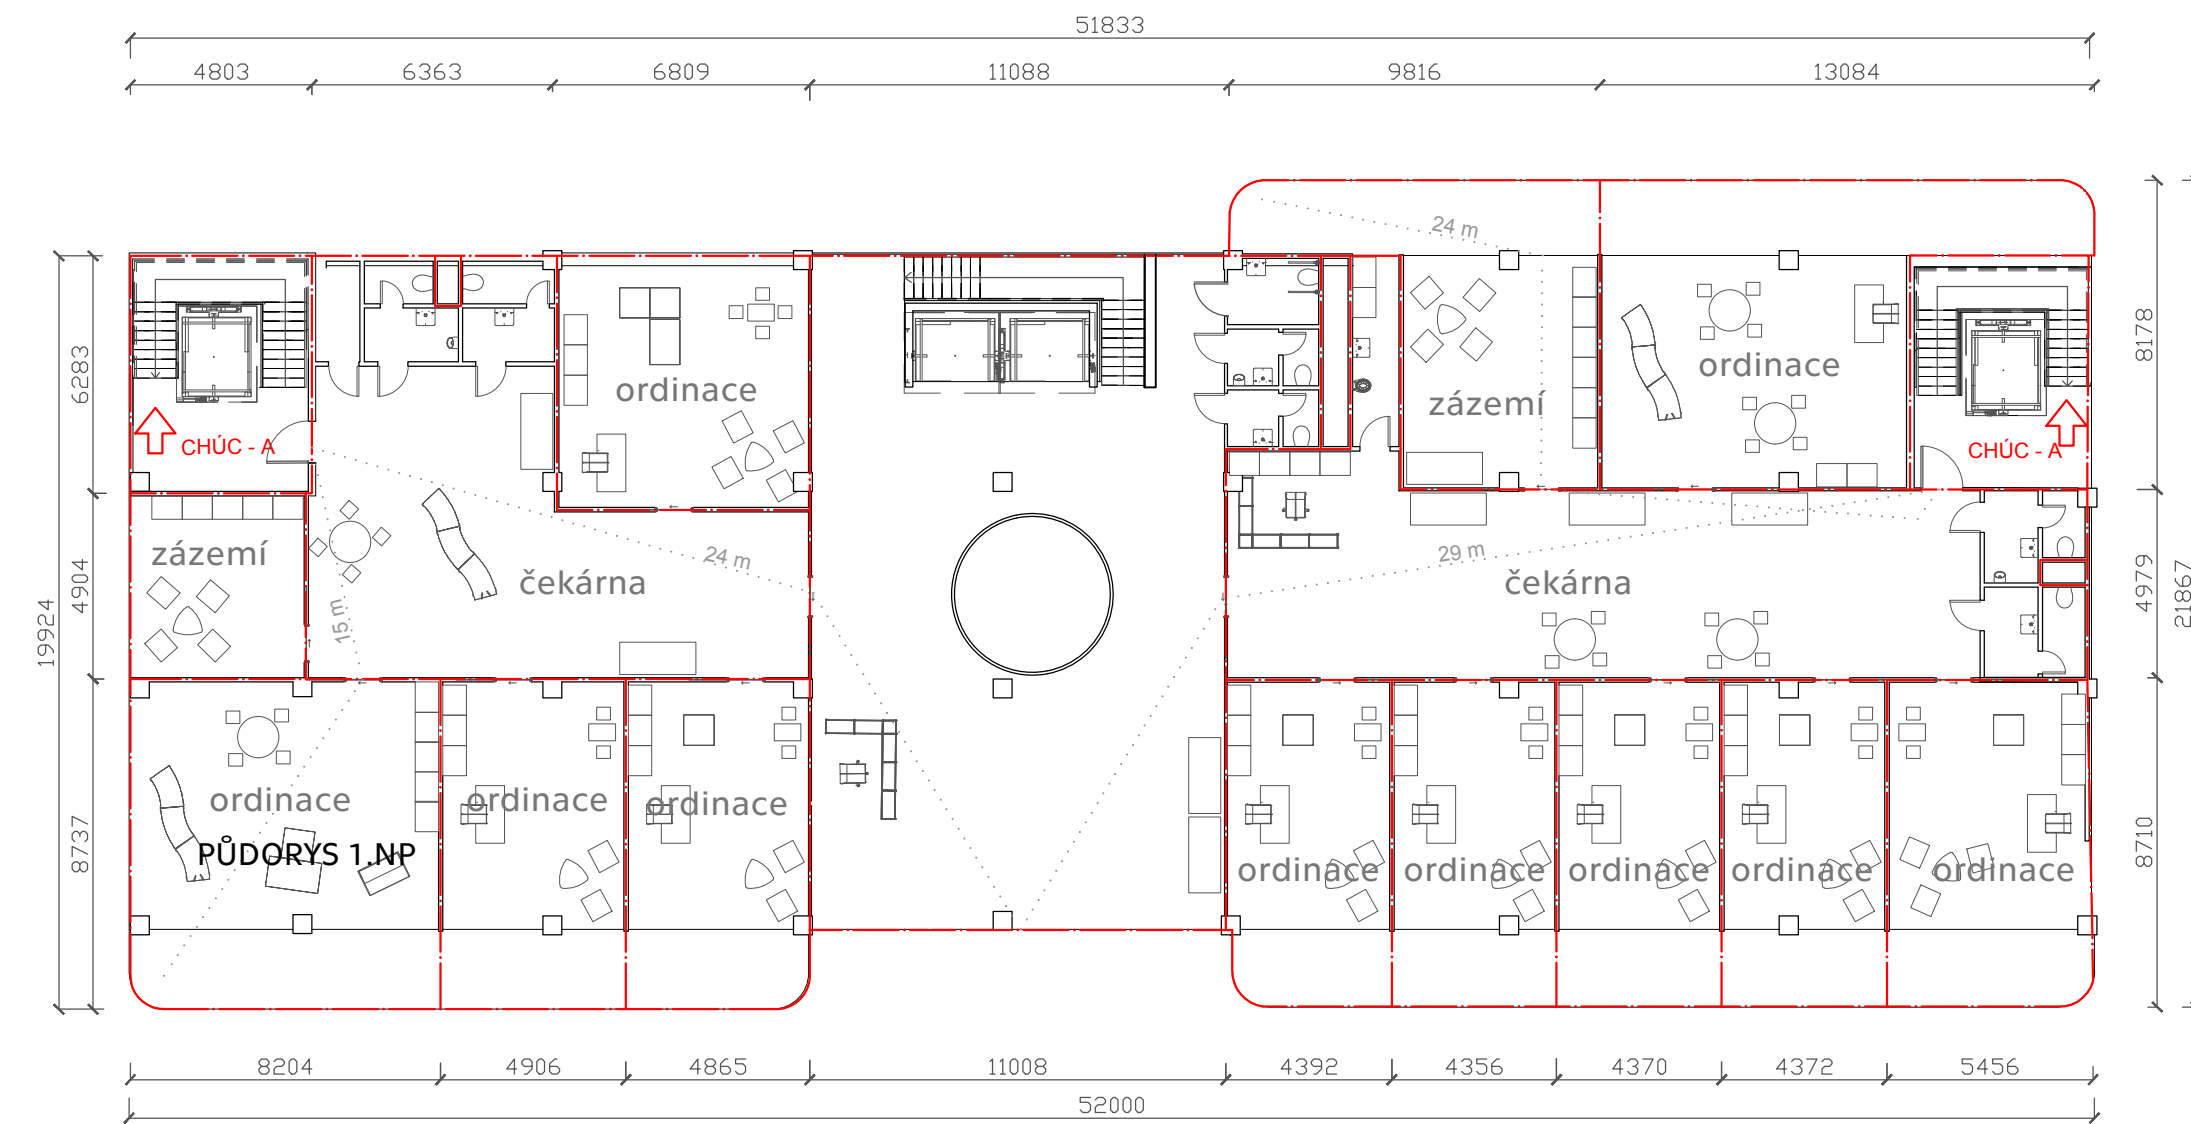 51833
4803 6363 6809 11088 9816 13084
24 m
6283
8178
ordinace
ordinace
zázemí
CHÚC - A
CHÚC - A
zázemí
24 m
29 m
čekárna
čekárna
4904
4979
19924
21867
15 m
ordinace
ordinace
ordinace
PŮDORYS 1.NP
8737
8710
ordinace
ordinace
ordinace
ordinace
ordinace
8204 4906 4865 11008 4392 4356 4370 4372 5456
52000